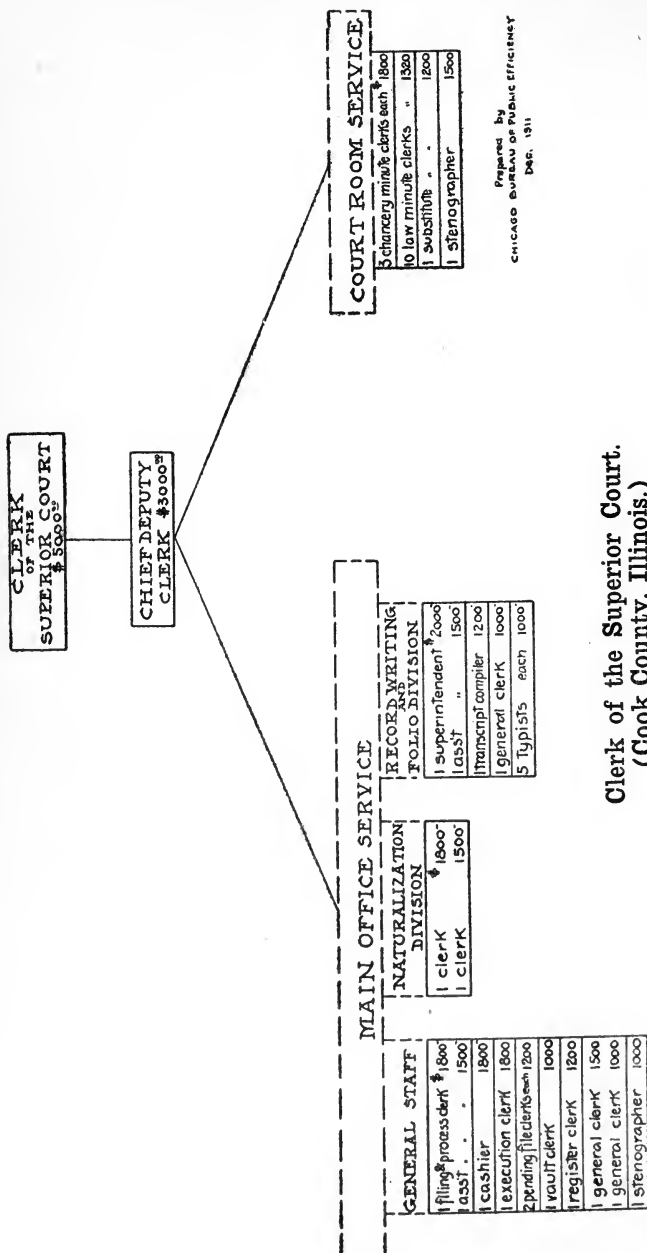 CLERK
OF THE
SUPERIOR COURT
$5000.00
CHIEF DEPUTY
CLERK $3000.00
MAIN OFFICE SERVICE
GENERAL STAFF
1 filing & process clerk $1800
1 asst . . . 1500
1 cashier 1800
1 execution clerk 1800
2 pending file clerks each 1200
1 vault clerk 1000
1 register clerk 1200
1 general clerk 1500
1 general clerk 1000
1 stenographer 1000
NATURALIZATION
DIVISION
1 clerk $1800
1 clerk 1500
RECORD WRITING
AND
FOLIO DIVISION
1 superintendent $2000
1 ass't " 1500
1 transcript compiler 1200
1 general clerk 1000
5 Typists each 1000
COURT ROOM SERVICE
3 chancery minute clerks each $1800
10 law minute clerks " 1320
1 substitute . . 1200
1 stenographer 1500
Prepared by
CHICAGO BUREAU OF PUBLIC EFFICIENCY
DEC. 1911
Clerk of the Superior Court.
(Cook County, Illinois.)